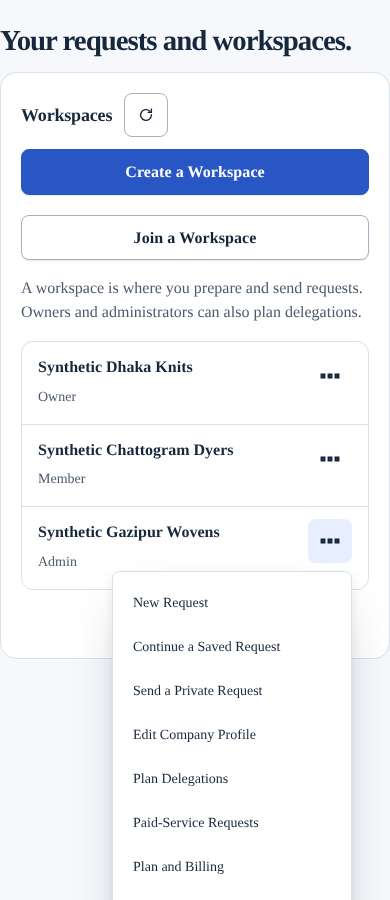 Your requests and workspaces.
Workspaces
Create a Workspace
Join a Workspace
A workspace is where you prepare and send requests.
Owners and administrators can also plan delegations.
Synthetic Dhaka Knits
Owner
Synthetic Chattogram Dyers
Member
Synthetic Gazipur Wovens
Admin
New Request
Continue a Saved Request
Send a Private Request
Edit Company Profile
Plan Delegations
Paid-Service Requests
Plan and Billing